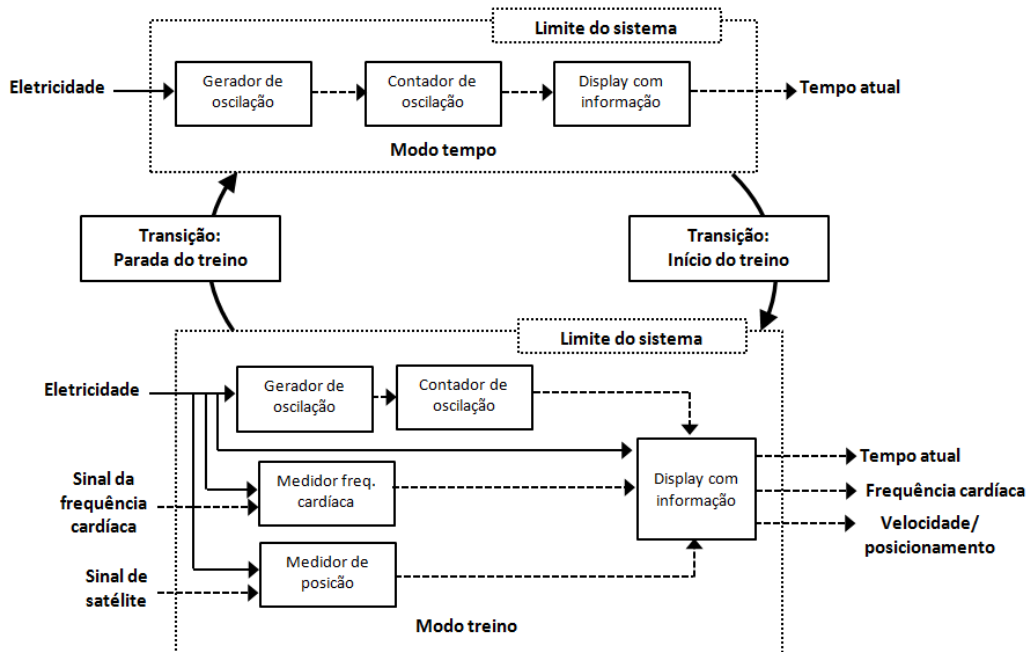 Limite do sistema
Eletricidade
Gerador de
oscilação
Contador de
oscilação
Display com
informação
Tempo atual
Modo tempo
Transição:
Parada do treino
Transição:
Início do treino
Limite do sistema
Eletricidade
Gerador de
oscilação
Contador de
oscilação
Sinal da
frequência
cardíaca
Medidor freq.
cardíaca
Display com
informação
Tempo atual
Frequência cardíaca
Velocidade/
posicionamento
Sinal de
satélite
Medidor de
posicão
Modo treino